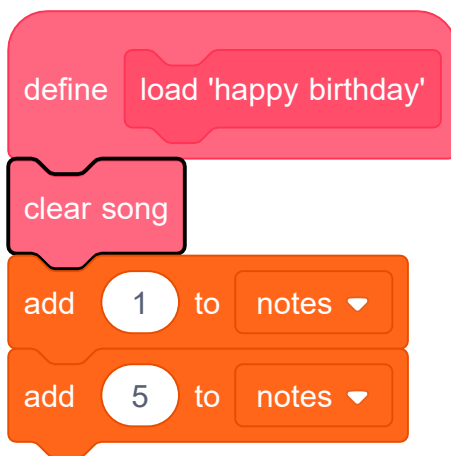 define load 'happy birthday'
clear song
add 1 to notes
add 5 to notes